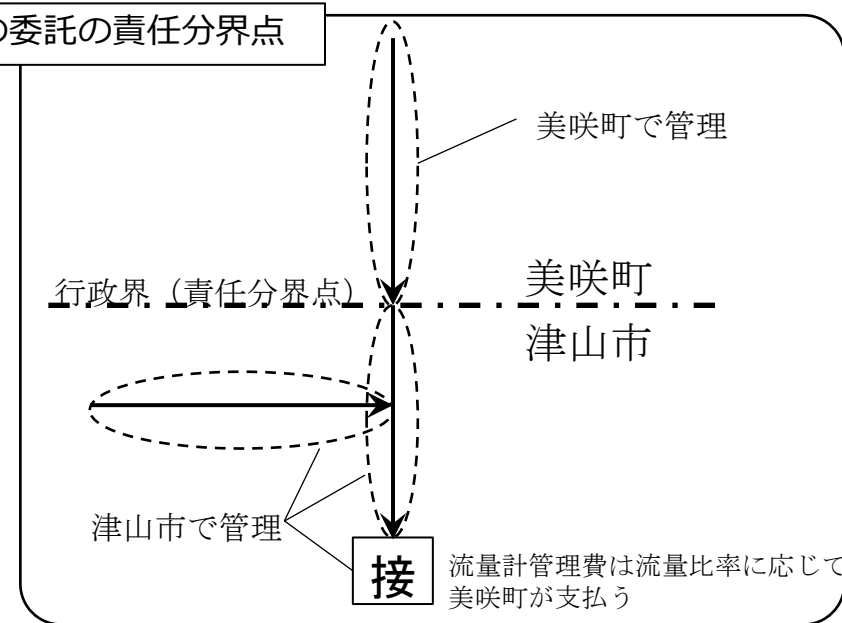 の委託の責任分界点
美咲町で管理
行政界（責任分界点）
美咲町
津山市
津山市で管理
接
流量計管理費は流量比率に応じて
美咲町が支払う